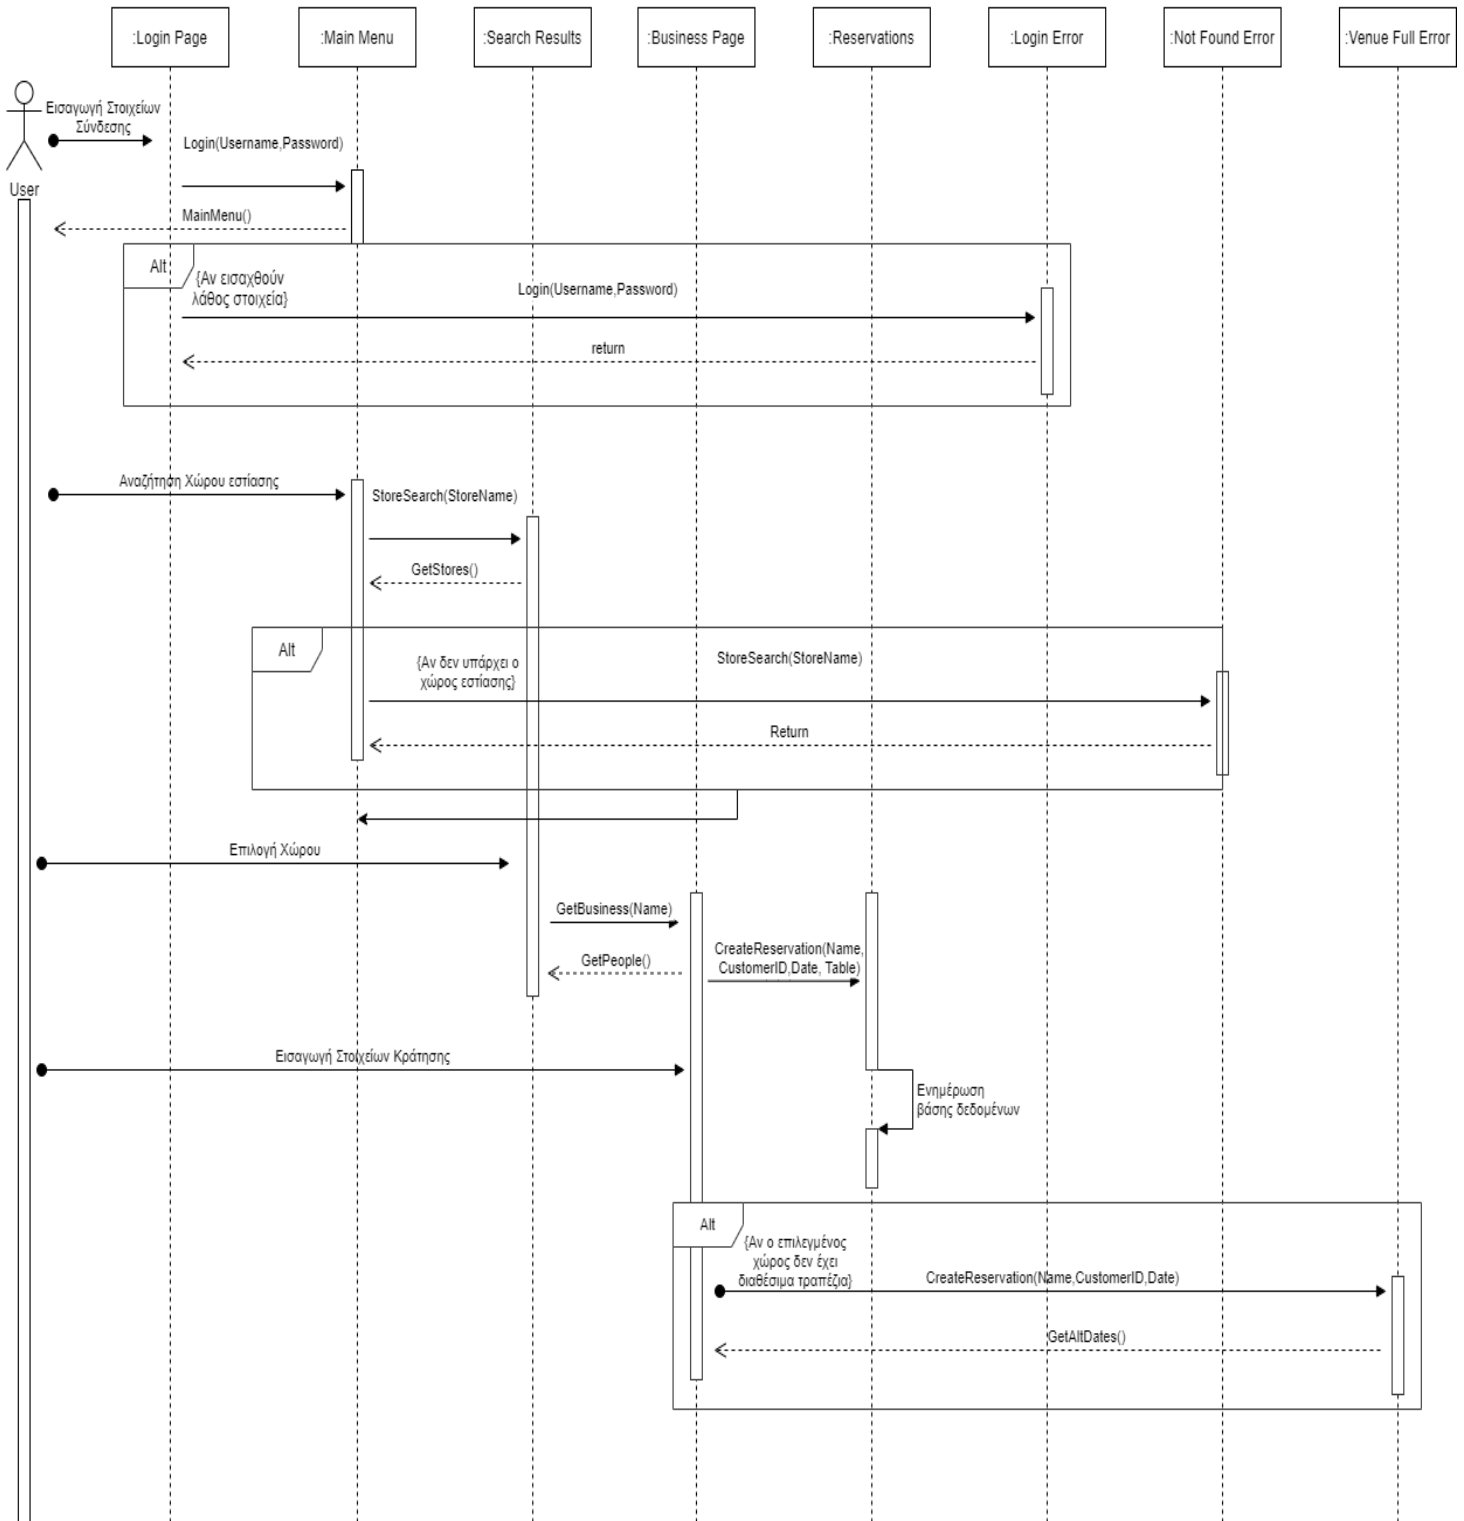 :Login Page
:Main Menu
:Search Results
:Business Page
:Reservations
:Login Error
:Not Found Error
:Venue Full Error
Εισαγωγή Στοιχείων
Σύνδεσης
User
Login(Username,Password)
MainMenu()
Alt
{Αν εισαχθούν
λάθος στοιχεία}
Login(Username,Password)
return
Αναζήτηση Χώρου εστίασης
StoreSearch(StoreName)
GetStores()
Alt
{Αν δεν υπάρχει ο
χώρος εστίασης}
StoreSearch(StoreName)
Return
Επιλογή Χώρου
GetBusiness(Name)
GetPeople()
CreateReservation(Name,
CustomerID,Date, Table)
Εισαγωγή Στοιχείων Κράτησης
Ενημέρωση
βάσης δεδομένων
Alt
{Αν ο επιλεγμένος
χώρος δεν έχει
διαθέσιμα τραπέζια}
CreateReservation(Name,CustomerID,Date)
GetAltDates()